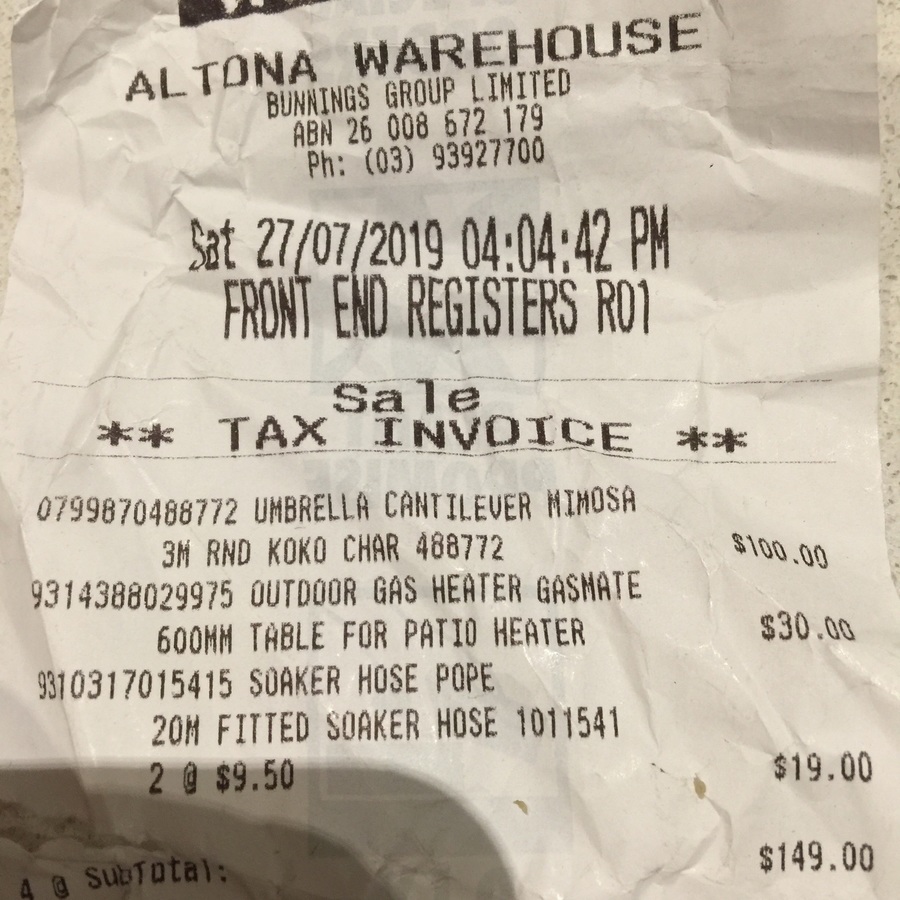 ALTONA WAREHOUSE
BUNNINGS GROUP LIMITED
ABN 26 008 672 179
Ph: (03) 93927700
Sat 27/07/2019 04:04:42 PM
FRONT END REGISTERS R01
Sale
** TAX INVOICE **
0799870488772 UMBRELLA CANTILEVER MIMOSA
3M RND KOKO CHAR 488772 $100.00
9314388029975 OUTDOOR GAS HEATER GASMATE
600MM TABLE FOR PATIO HEATER $30.00
9310317015415 SOAKER HOSE POPE
20M FITTED SOAKER HOSE 1011541
2 @ $9.50 $19.00
4 @ SubTotal: $149.00